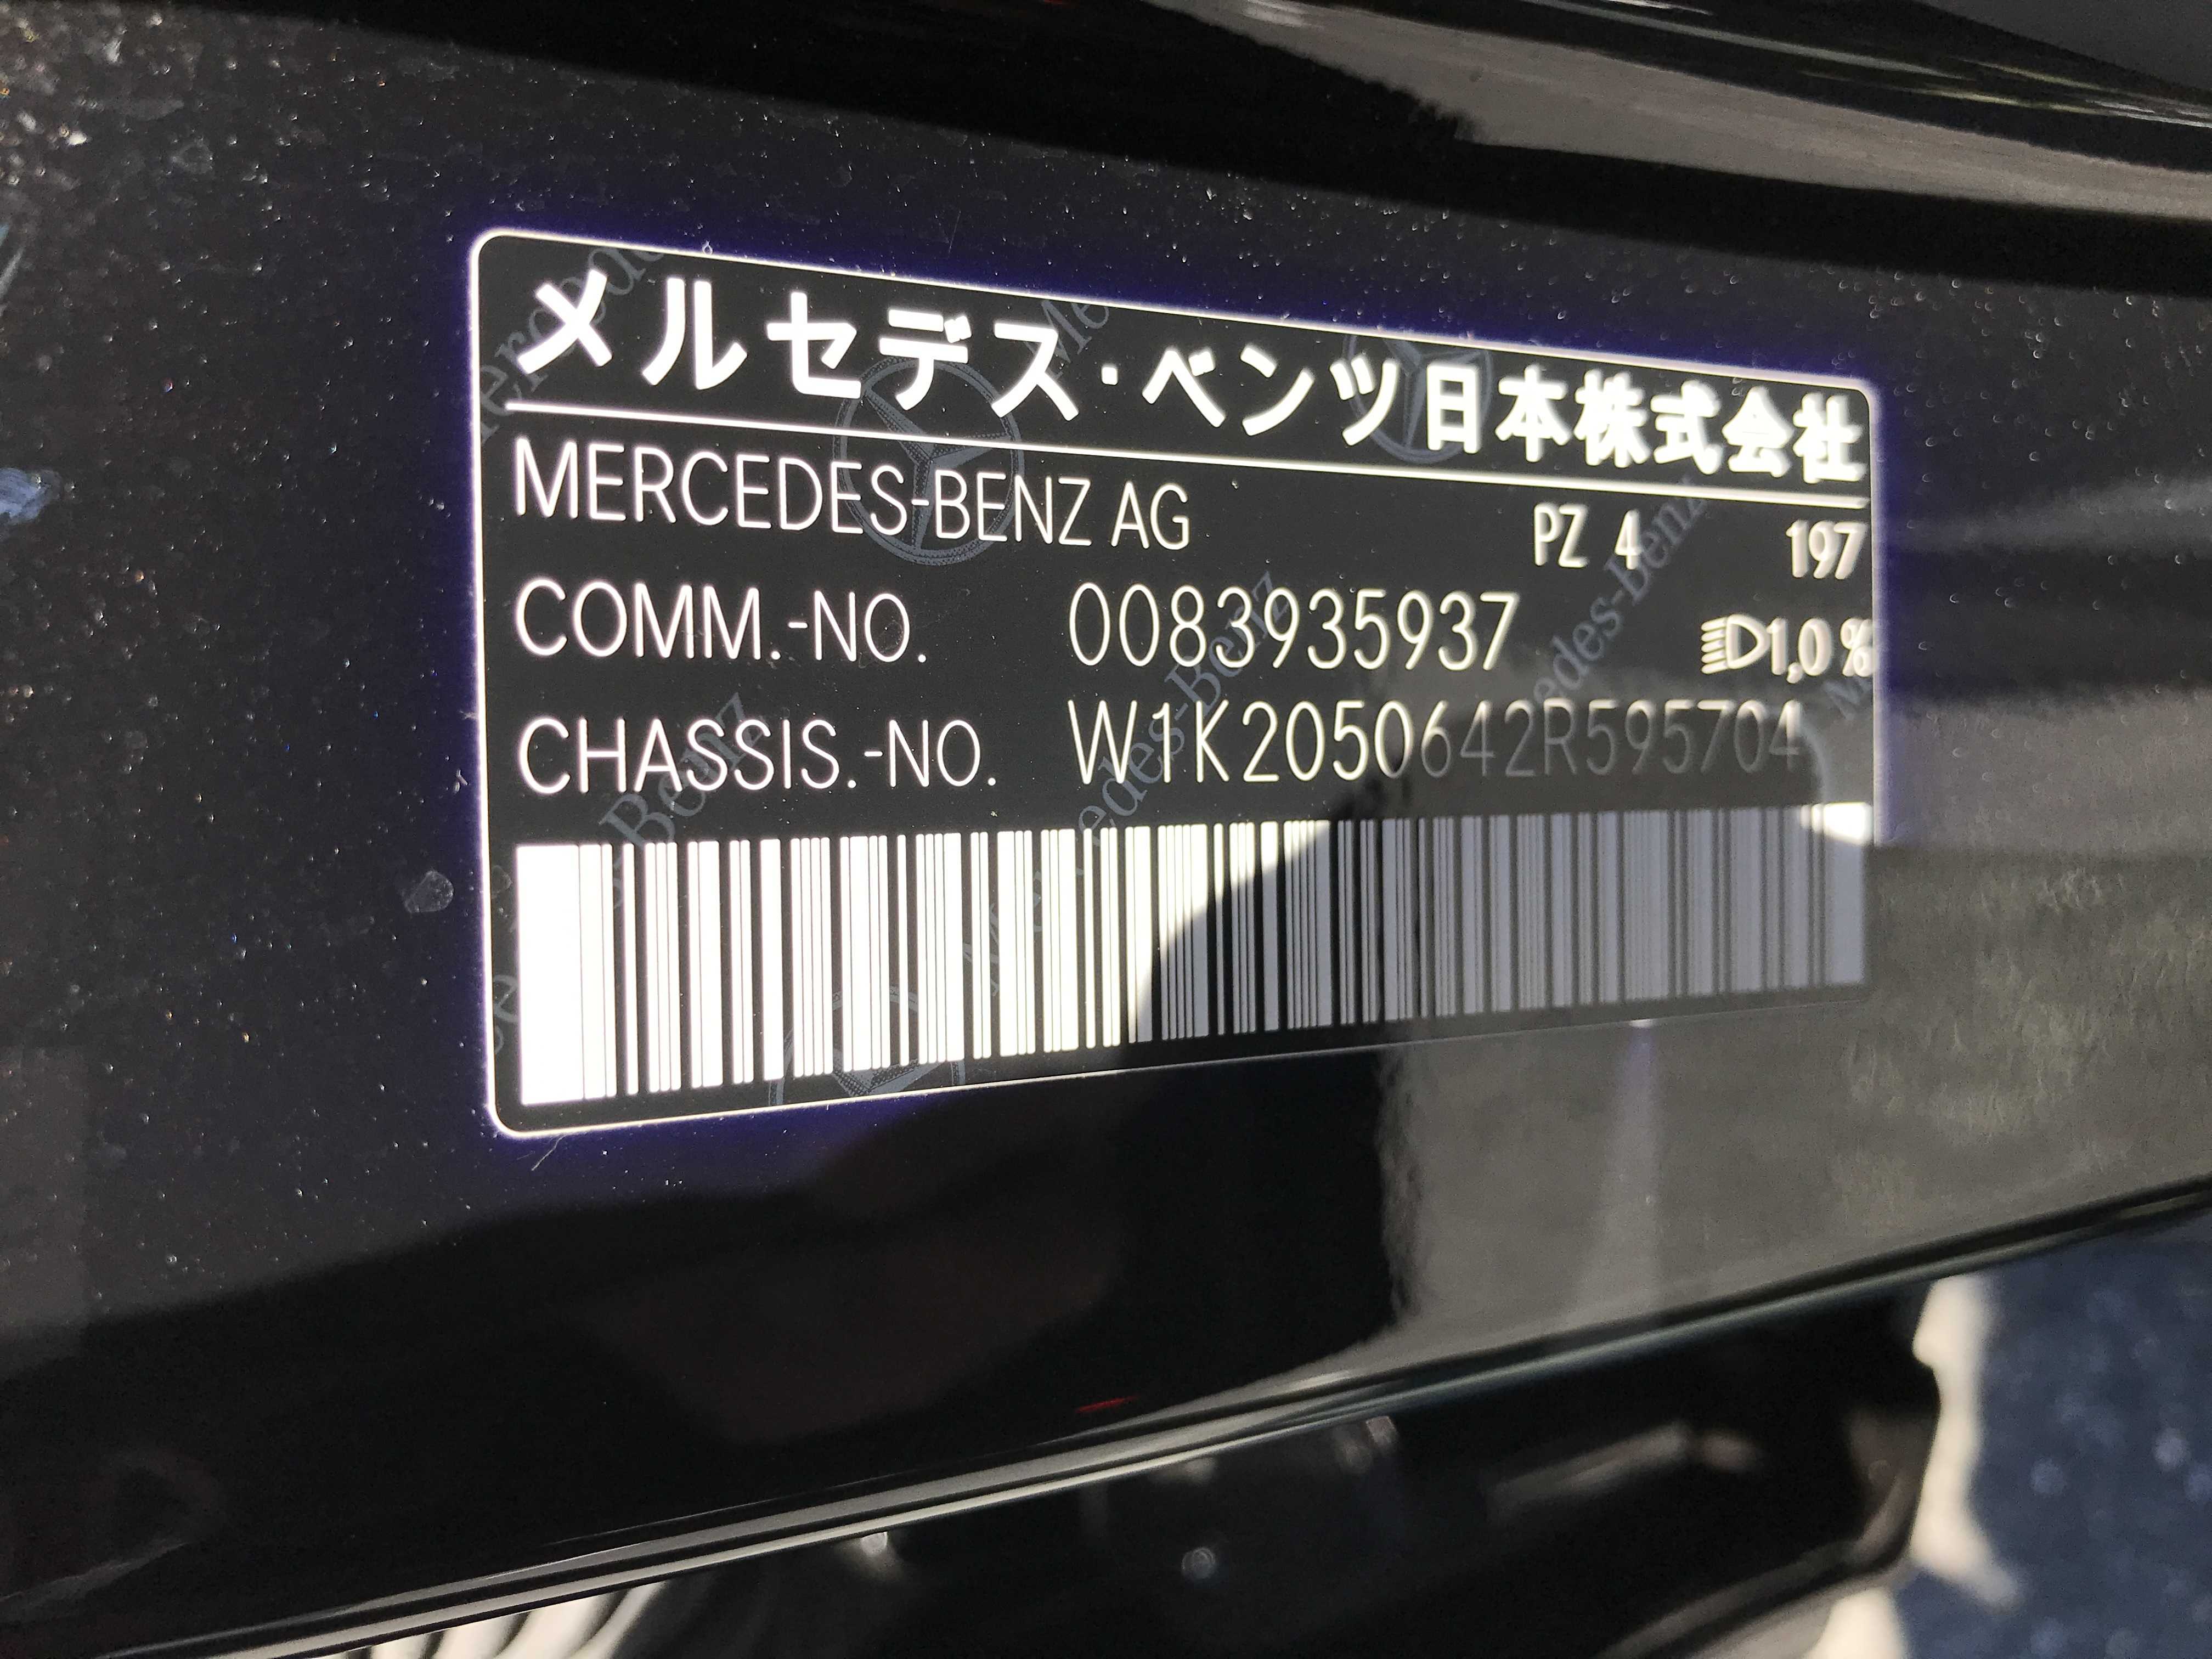 メルセデス・ベンツ日本株式会社
MERCEDES-BENZ AG PZ 4 197
COMM.-NO. 0083935937 1,0 %
CHASSIS.-NO. W1K2050642R595704